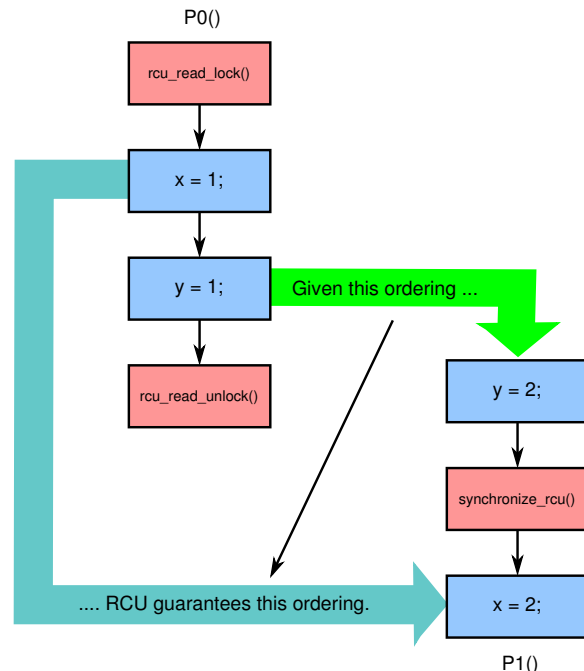 P0()
rcu_read_lock()
x = 1;
y = 1;
Given this ordering ...
rcu_read_unlock()
y = 2;
synchronize_rcu()
.... RCU guarantees this ordering.
x = 2;
P1()